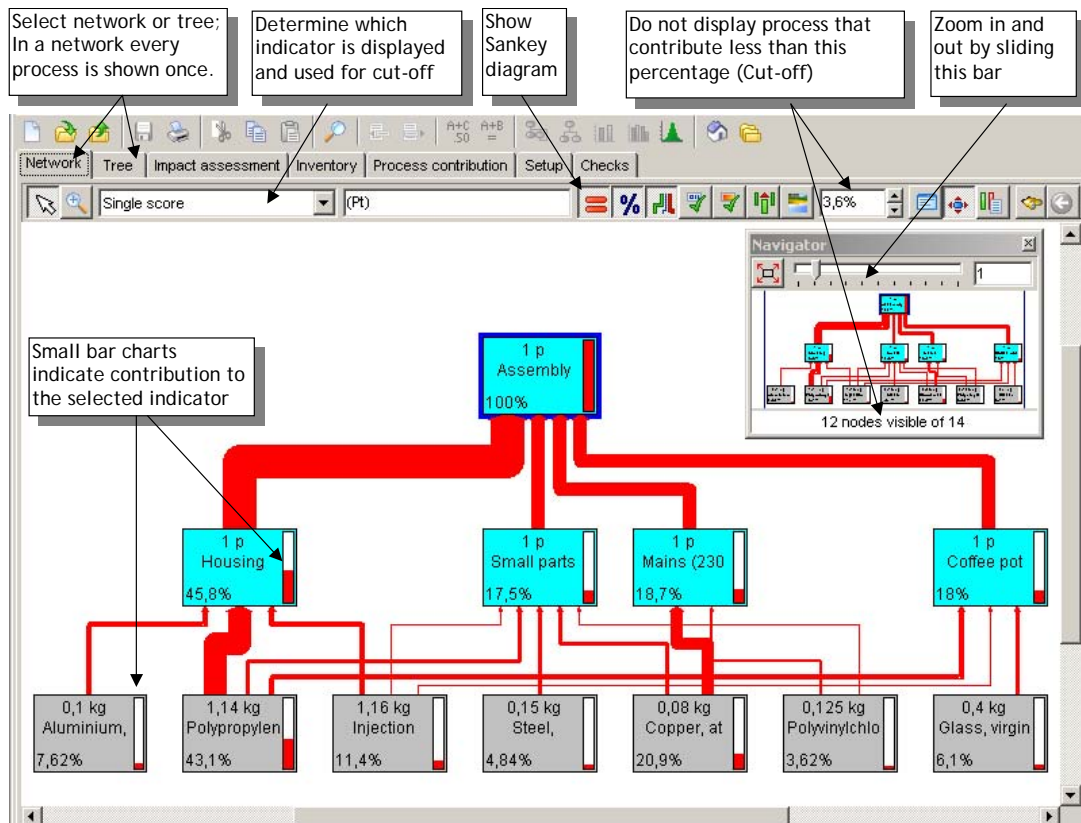 Select network or tree;
In a network every
process is shown once.
Determine which
indicator is displayed
and used for cut-off
Show
Sankey
diagram
Do not display process that
contribute less than this
percentage (Cut-off)
Zoom in and
out by sliding
this bar
A+C
50
A+B
=
Network Tree Impact assessment Inventory Process contribution Setup Checks
Single score (Pt) % 3,6%
Navigator
1
12 nodes visible of 14
Small bar charts
indicate contribution to
the selected indicator
1 p
Assembly
100%
1 p
Housing
45,8%
1 p
Small parts
17,5%
1 p
Mains (230
18,7%
1 p
Coffee pot
18%
0,1 kg
Aluminium,
7,62%
1,14 kg
Polypropylen
43,1%
1,16 kg
Injection
11,4%
0,15 kg
Steel,
4,84%
0,08 kg
Copper, at
20,9%
0,125 kg
Polyvinylchlo
3,62%
0,4 kg
Glass, virgin
6,1%